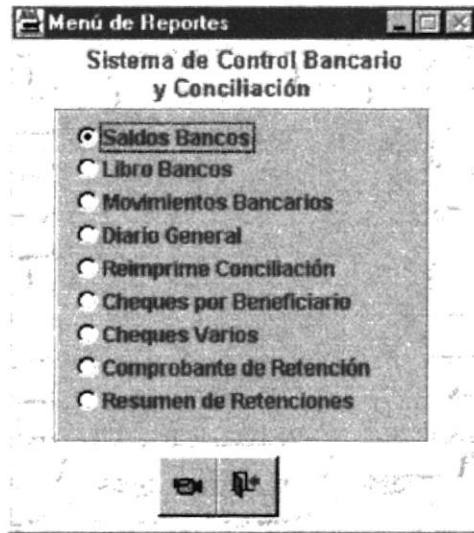 Menú de Reportes
Sistema de Control Bancario
y Conciliación
Saldos Bancos
Libro Bancos
Movimientos Bancarios
Diario General
Reimprime Conciliación
Cheques por Beneficiario
Cheques Varios
Comprobante de Retención
Resumen de Retenciones